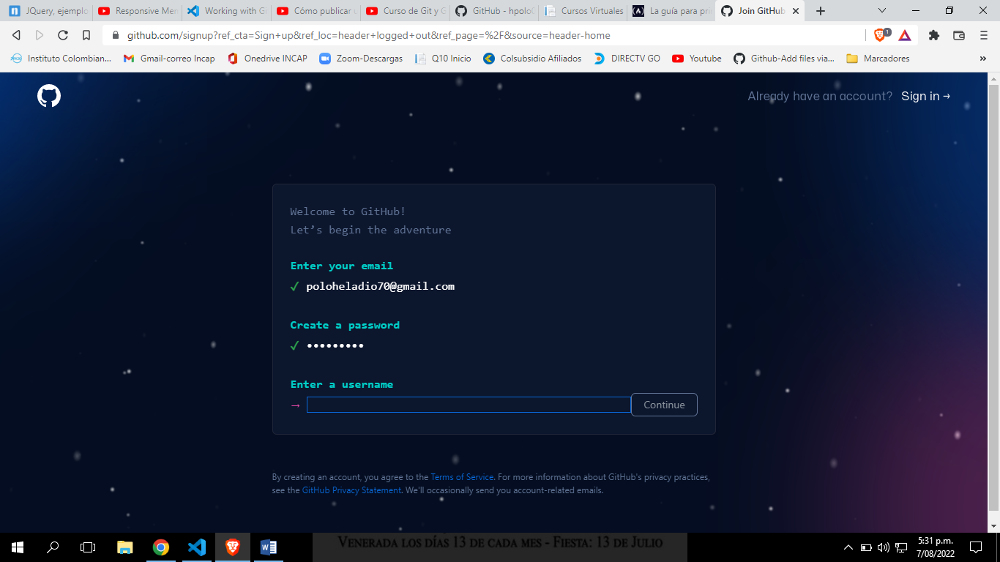 JQuery, ejemplo
Responsive Men
Working with Gi
Cómo publicar u
Curso de Git y G
GitHub - hpolo
Cursos Virtuales
La guía para prin
Join GitHub
github.com/signup?ref_cta=Sign+up&ref_loc=header+logged+out&ref_page=%2F&source=header-home
1
Instituto Colombian...
Gmail-correo Incap
Onedrive INCAP
Zoom-Descargas
Q10 Inicio
Colsubsidio Afiliados
DIRECTV GO
Youtube
Github-Add files via...
Marcadores
»
Already have an account? Sign in →
Welcome to GitHub!
Let's begin the adventure
Enter your email
✓ poloheladio70@gmail.com
Create a password
✓ •••••••••
Enter a username
→
Continue
By creating an account, you agree to the Terms of Service. For more information about GitHub's privacy practices,
see the GitHub Privacy Statement. We'll occasionally send you account-related emails.
Venerada los días 13 de cada mes - Fiesta: 13 de Julio
5:31 p.m.
7/08/2022